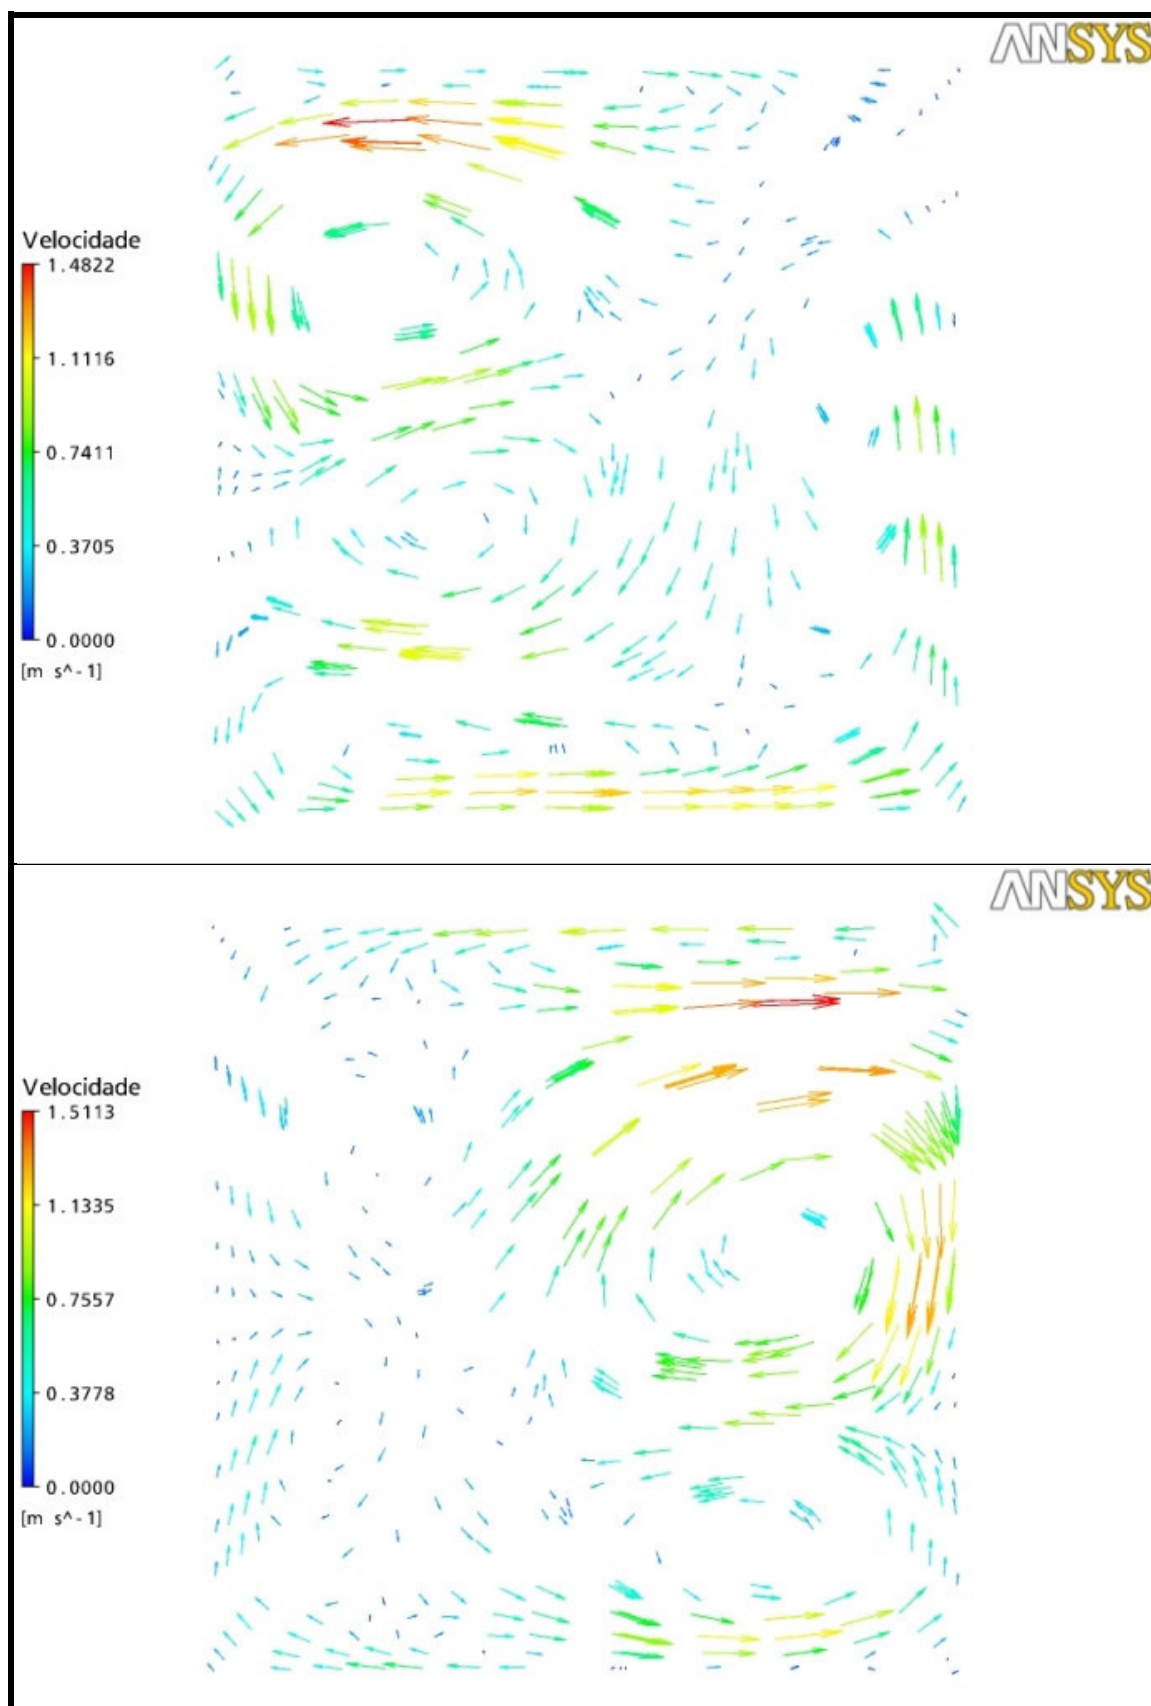 ANSYS
Velocidade
1.4822
1.1116
0.7411
0.3705
0.0000
[m s^-1]
ANSYS
Velocidade
1.5113
1.1335
0.7557
0.3778
0.0000
[m s^-1]